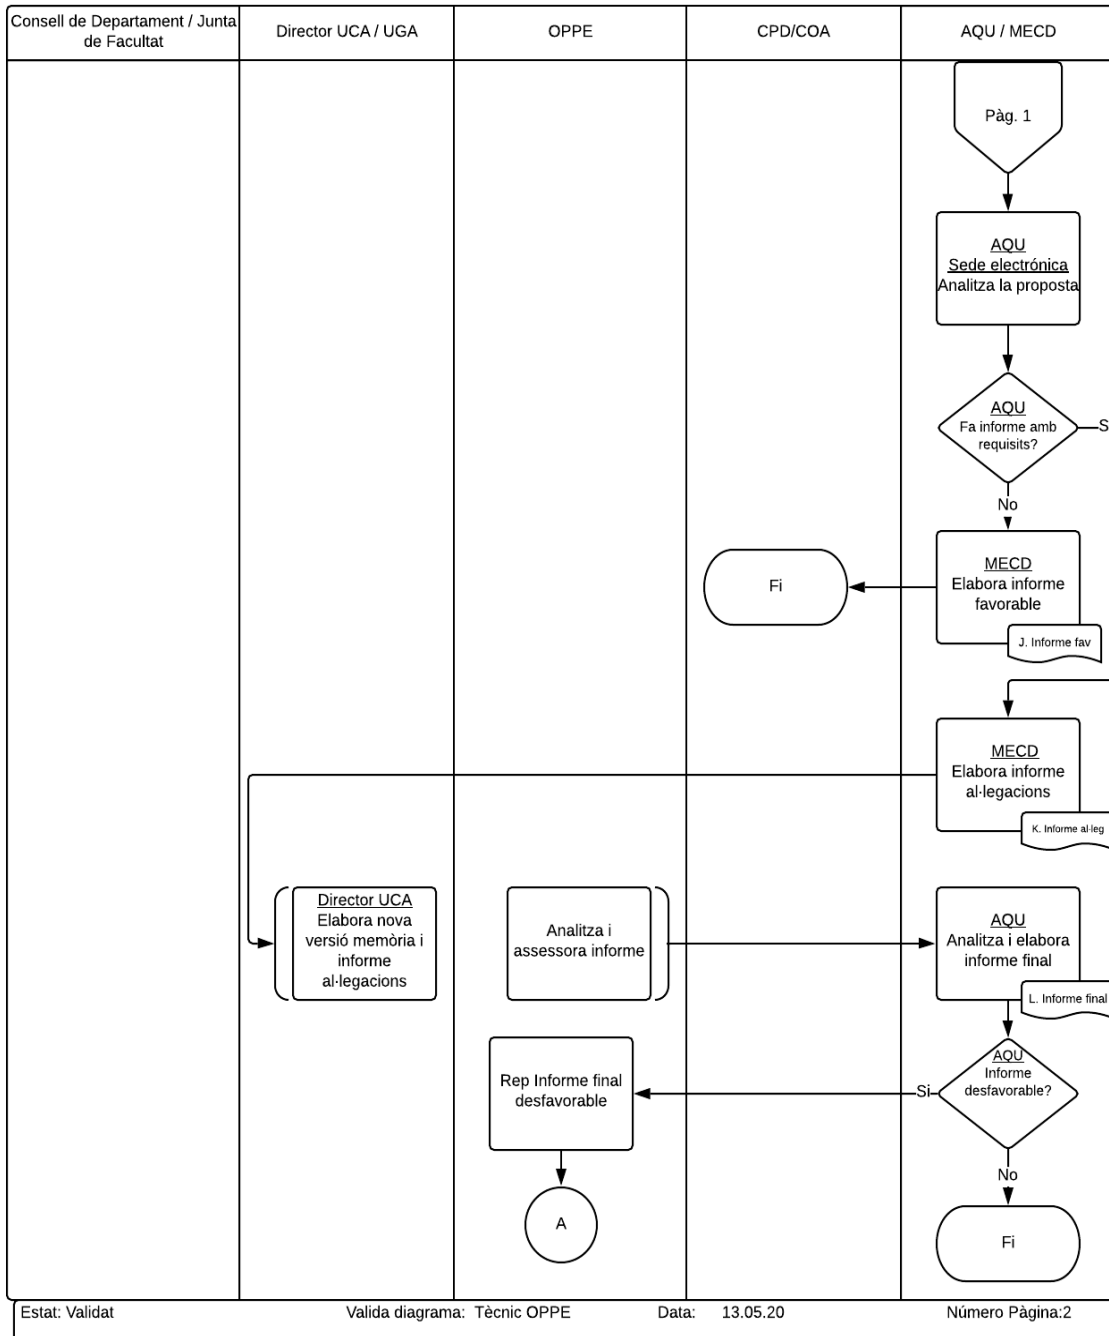 Consell de Departament / Junta
de Facultat
Director UCA / UGA
OPPE
CPD/COA
AQU / MECD
Pàg. 1
AQU
Sede electrónica
Analitza la proposta
AQU
Fa informe amb
requisits?
S
No
MECD
Elabora informe
favorable
J. Informe fav
Fi
MECD
Elabora informe
al·legacions
K. Informe al·leg
Director UCA
Elabora nova
versió memòria i
informe
al·legacions
Analitza i
assessora informe
AQU
Analitza i elabora
informe final
L. Informe final
AQU
Informe
desfavorable?
Si
Rep Informe final
desfavorable
A
No
Fi
Estat: Validat
Valida diagrama: Tècnic OPPE
Data: 13.05.20
Número Pàgina:2